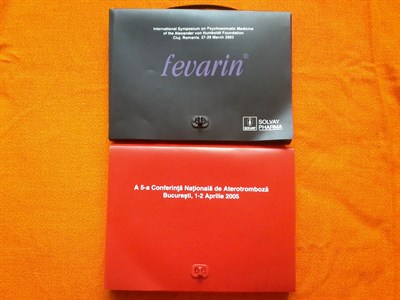 International Symposium on Psychosomatic Medicine
of the Alexander von Humboldt Foundation
Cluj, Romania, 27-29 March 2003
fevarin®
SOLVAY
SOLVAY
PHARMA
A 5-a Conferinţă Naţională de Aterotromboză
Bucureşti, 1-2 Aprilie 2005